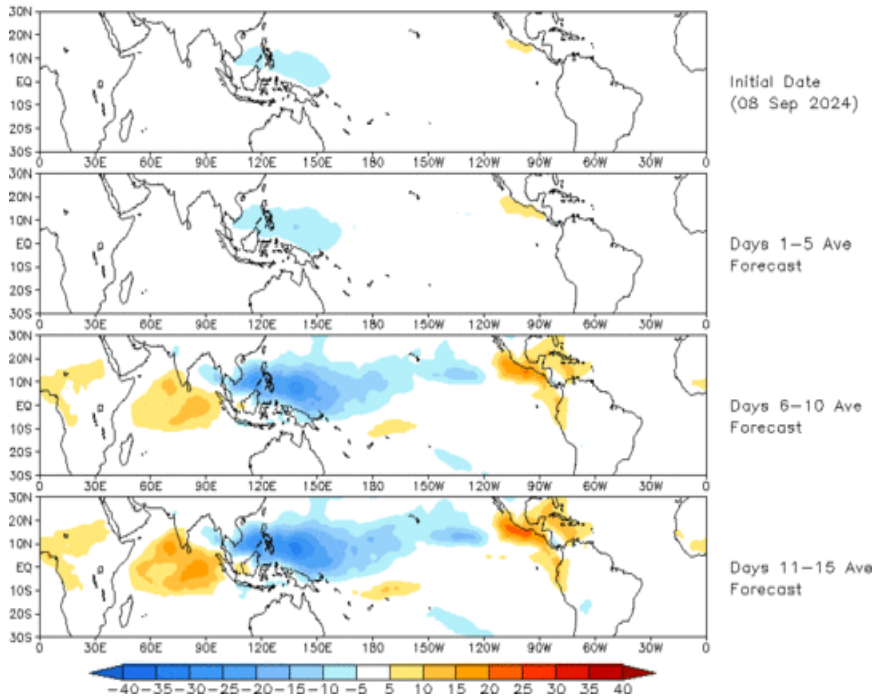 30N
20N
10N
EQ
10S
20S
30S
0 30E 60E 90E 120E 150E 180 150W 120W 90W 60W 30W 0
Initial Date
(08 Sep 2024)
30N
20N
10N
EQ
10S
20S
30S
0 30E 60E 90E 120E 150E 180 150W 120W 90W 60W 30W 0
Days 1-5 Ave
Forecast
30N
20N
10N
EQ
10S
20S
30S
0 30E 60E 90E 120E 150E 180 150W 120W 90W 60W 30W 0
Days 6-10 Ave
Forecast
30N
20N
10N
EQ
10S
20S
30S
0 30E 60E 90E 120E 150E 180 150W 120W 90W 60W 30W 0
Days 11-15 Ave
Forecast
-40 -35 -30 -25 -20 -15 -10 -5 5 10 15 20 25 30 35 40